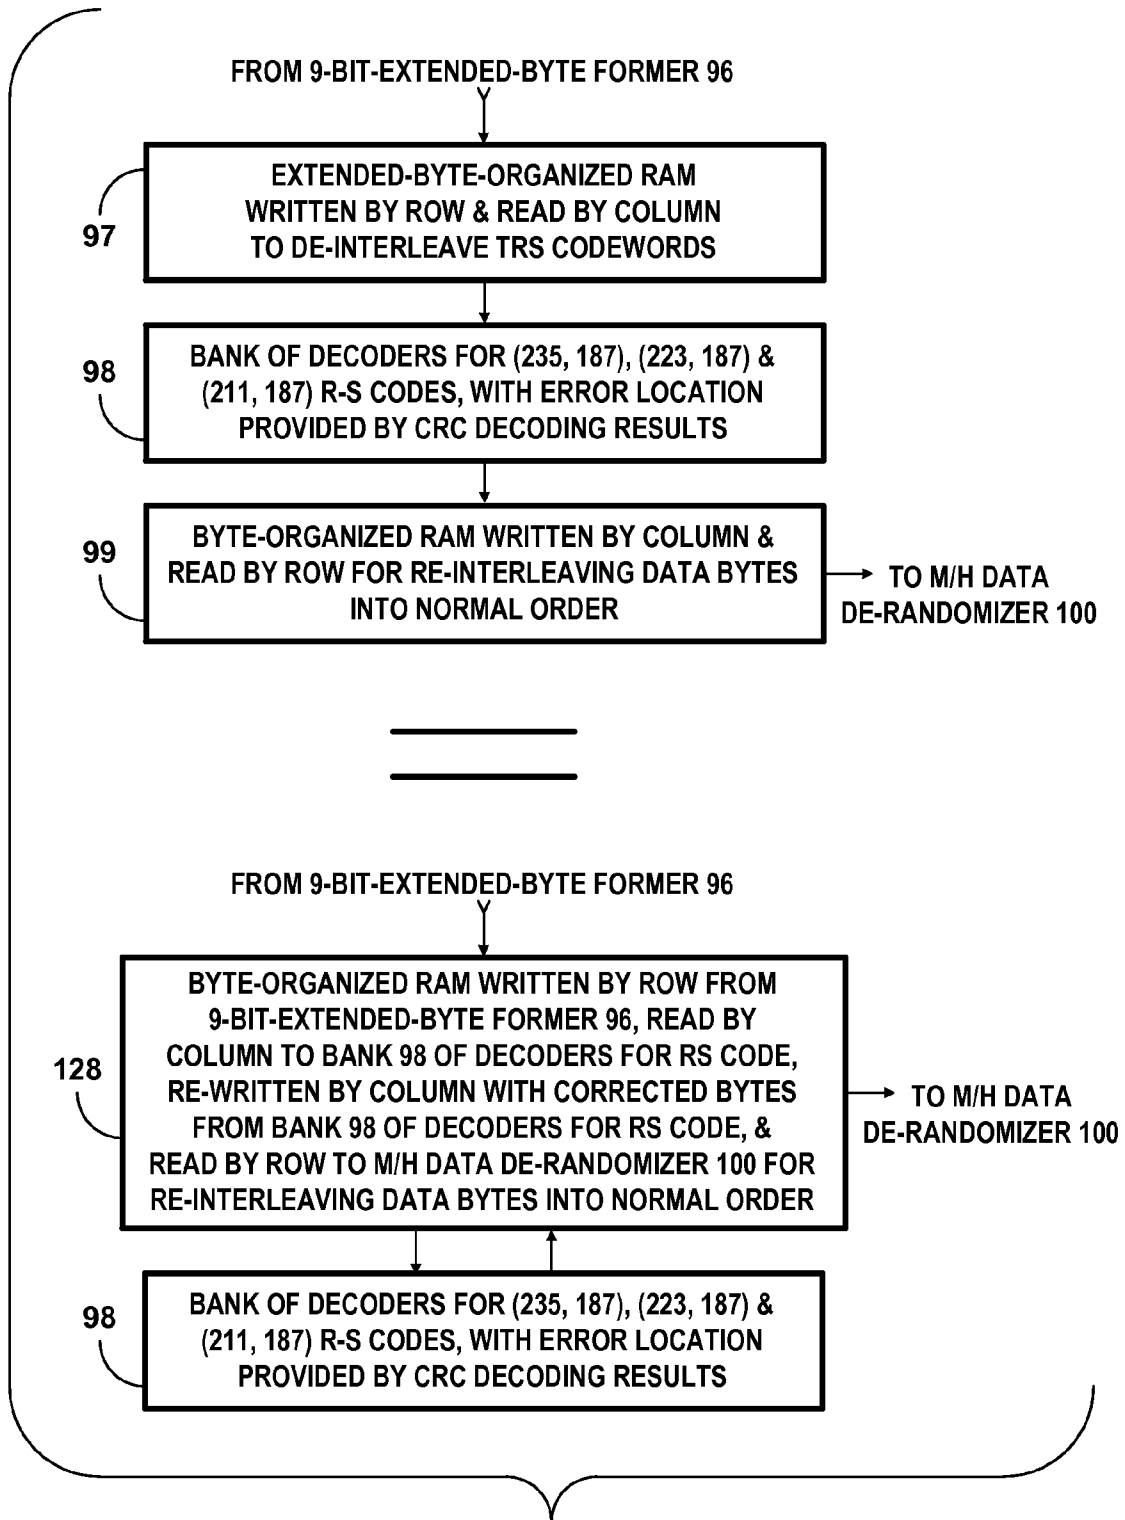 FROM 9-BIT-EXTENDED-BYTE FORMER 96
EXTENDED-BYTE-ORGANIZED RAM
WRITTEN BY ROW & READ BY COLUMN
TO DE-INTERLEAVE TRS CODEWORDS
97
BANK OF DECODERS FOR (235, 187), (223, 187) &
(211, 187) R-S CODES, WITH ERROR LOCATION
PROVIDED BY CRC DECODING RESULTS
98
BYTE-ORGANIZED RAM WRITTEN BY COLUMN &
READ BY ROW FOR RE-INTERLEAVING DATA BYTES
INTO NORMAL ORDER
99
TO M/H DATA
DE-RANDOMIZER 100
FROM 9-BIT-EXTENDED-BYTE FORMER 96
BYTE-ORGANIZED RAM WRITTEN BY ROW FROM
9-BIT-EXTENDED-BYTE FORMER 96, READ BY
COLUMN TO BANK 98 OF DECODERS FOR RS CODE,
RE-WRITTEN BY COLUMN WITH CORRECTED BYTES
FROM BANK 98 OF DECODERS FOR RS CODE, &
READ BY ROW TO M/H DATA DE-RANDOMIZER 100 FOR
RE-INTERLEAVING DATA BYTES INTO NORMAL ORDER
128
TO M/H DATA
DE-RANDOMIZER 100
BANK OF DECODERS FOR (235, 187), (223, 187) &
(211, 187) R-S CODES, WITH ERROR LOCATION
PROVIDED BY CRC DECODING RESULTS
98